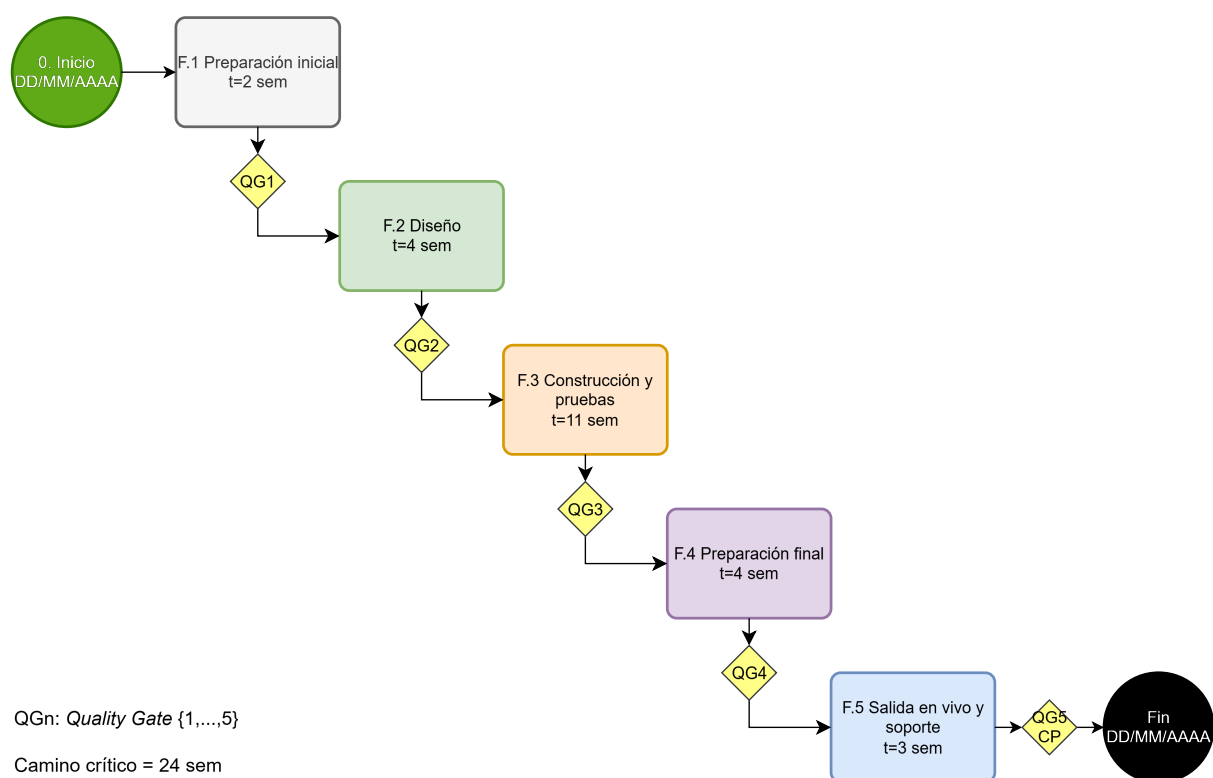 0. Inicio
DD/MM/AAAA
F.1 Preparación inicial
t=2 sem
QG1
F.2 Diseño
t=4 sem
QG2
F.3 Construcción y
pruebas
t=11 sem
QG3
F.4 Preparación final
t=4 sem
QG4
F.5 Salida en vivo y
soporte
t=3 sem
QG5
CP
Fin
DD/MM/AAAA
QGn: Quality Gate {1,...,5}
Camino crítico = 24 sem